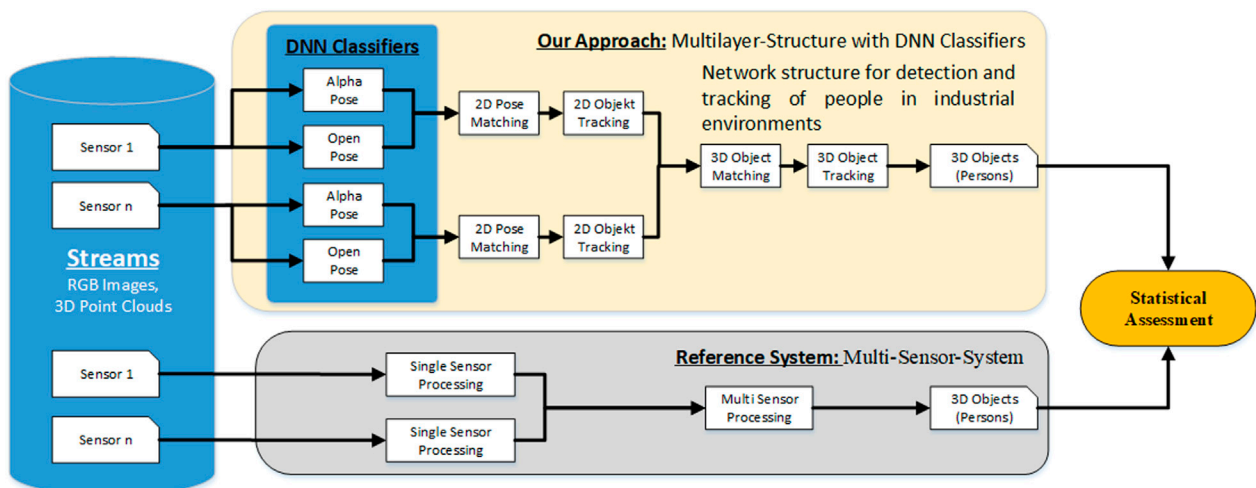 DNN Classifiers
Our Approach: Multilayer-Structure with DNN Classifiers
Network structure for detection and
tracking of people in industrial
environments
Sensor 1
Sensor n
Streams
RGB Images,
3D Point Clouds
Sensor 1
Sensor n
Alpha
Pose
Open
Pose
Alpha
Pose
Open
Pose
2D Pose
Matching
2D Objekt
Tracking
2D Pose
Matching
2D Objekt
Tracking
3D Object
Matching
3D Object
Tracking
3D Objects
(Persons)
Statistical
Assessment
Reference System: Multi-Sensor-System
Single Sensor
Processing
Single Sensor
Processing
Multi Sensor
Processing
3D Objects
(Persons)